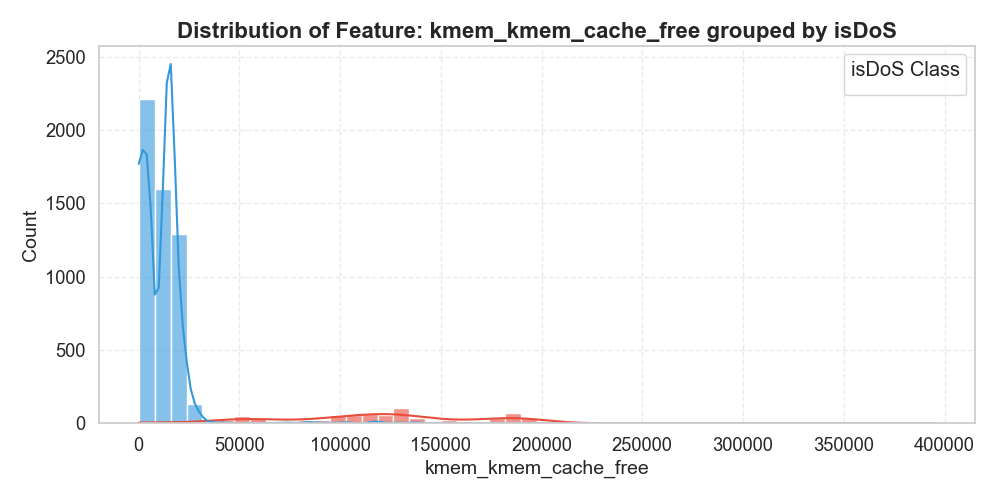 Distribution of Feature: kmem_kmem_cache_free grouped by isDoS
isDoS Class
2500
2000
1500
1000
500
0
Count
0 50000 100000 150000 200000 250000 300000 350000 400000
kmem_kmem_cache_free